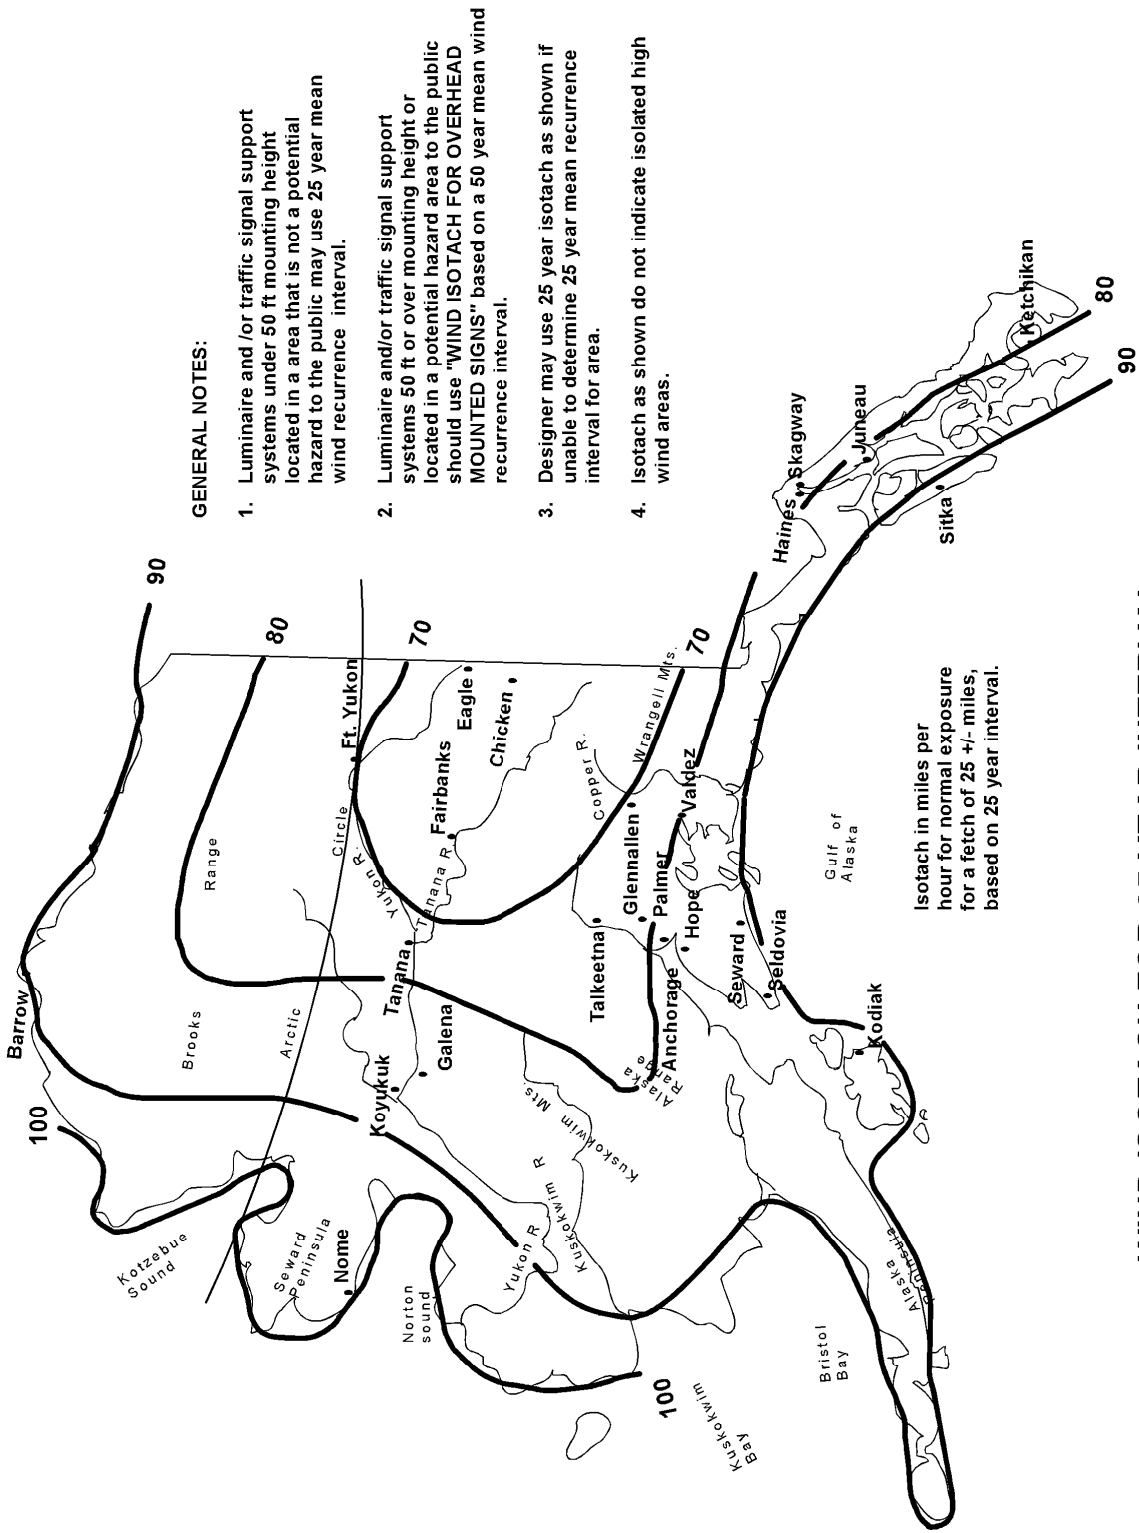 GENERAL NOTES:
1. Luminaire and /or traffic signal support
systems under 50 ft mounting height
located in a area that is not a potential
hazard to the public may use 25 year mean
wind recurrence interval.
2. Luminaire and/or traffic signal support
systems 50 ft or over mounting height or
located in a potential hazard area to the public
should use "WIND ISOTACH FOR OVERHEAD
MOUNTED SIGNS" based on a 50 year mean wind
recurrence interval.
3. Designer may use 25 year isotach as shown if
unable to determine 25 year mean recurrence
interval for area.
4. Isotach as shown do not indicate isolated high
wind areas.
100
Barrow
90
80
Brooks
Range
Kotzebue
Sound
Arctic
Circle
Ft. Yukon
70
Seward
Peninsula
Nome
Koyukuk
Tanana
Yukon R.
Galena
Tanana R.
Fairbanks
Eagle
Chicken
Norton
sound
Yukon R
Kuskokwim R
Kuskokwim Mts.
Talkeetna
Copper R.
Glennallen
Wrangell Mts.
70
100
Alaska
Range
Anchorage
Palmer
Hope
Valdez
Kuskokwim
Bay
Seward
Seldovia
Haines
Skagway
Juneau
Bristol
Bay
Kodiak
Gulf of
Alaska
Alaska
Peninsula
Sitka
Ketchikan
80
90
Isotach in miles per
hour for normal exposure
for a fetch of 25 +/- miles,
based on 25 year interval.